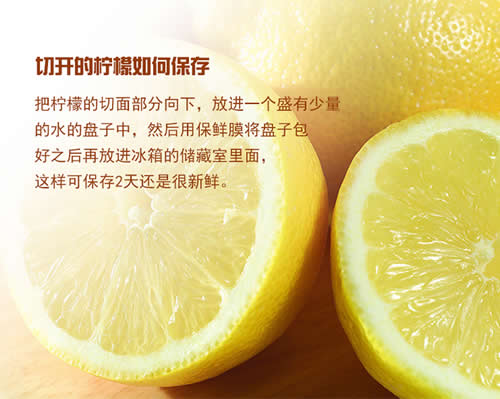 切开的柠檬如何保存
把柠檬的切面部分向下，放进一个盛有少量
的水的盘子中，然后用保鲜膜将盘子包
好之后再放进冰箱的储藏室里面，
这样可保存2天还是很新鲜。